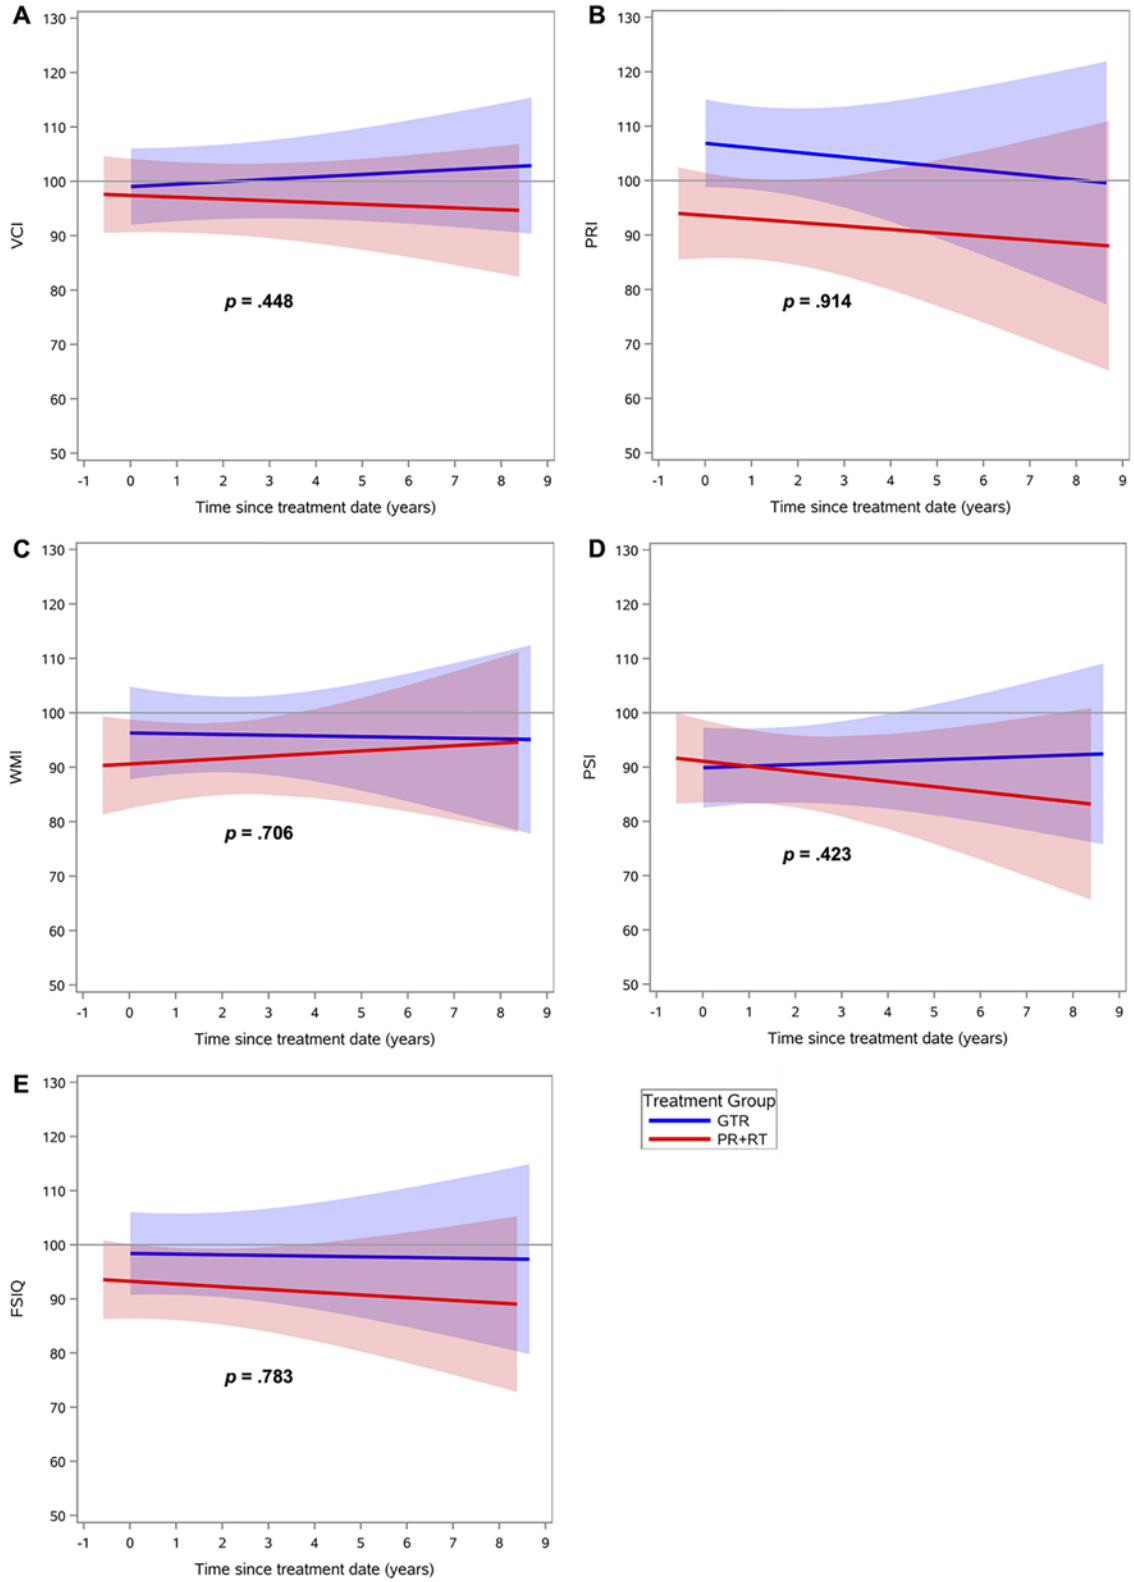 A
130
120
110
100
90
80
70
60
50
VCI
p = .448
-1 0 1 2 3 4 5 6 7 8 9
Time since treatment date (years)
B
130
120
110
100
90
80
70
60
50
PRI
p = .914
-1 0 1 2 3 4 5 6 7 8 9
Time since treatment date (years)
C
130
120
110
100
90
80
70
60
50
WMI
p = .706
-1 0 1 2 3 4 5 6 7 8 9
Time since treatment date (years)
D
130
120
110
100
90
80
70
60
50
PSI
p = .423
-1 0 1 2 3 4 5 6 7 8 9
Time since treatment date (years)
E
130
120
110
100
90
80
70
60
50
FSIQ
p = .783
-1 0 1 2 3 4 5 6 7 8 9
Time since treatment date (years)
Treatment Group
GTR
PR+RT